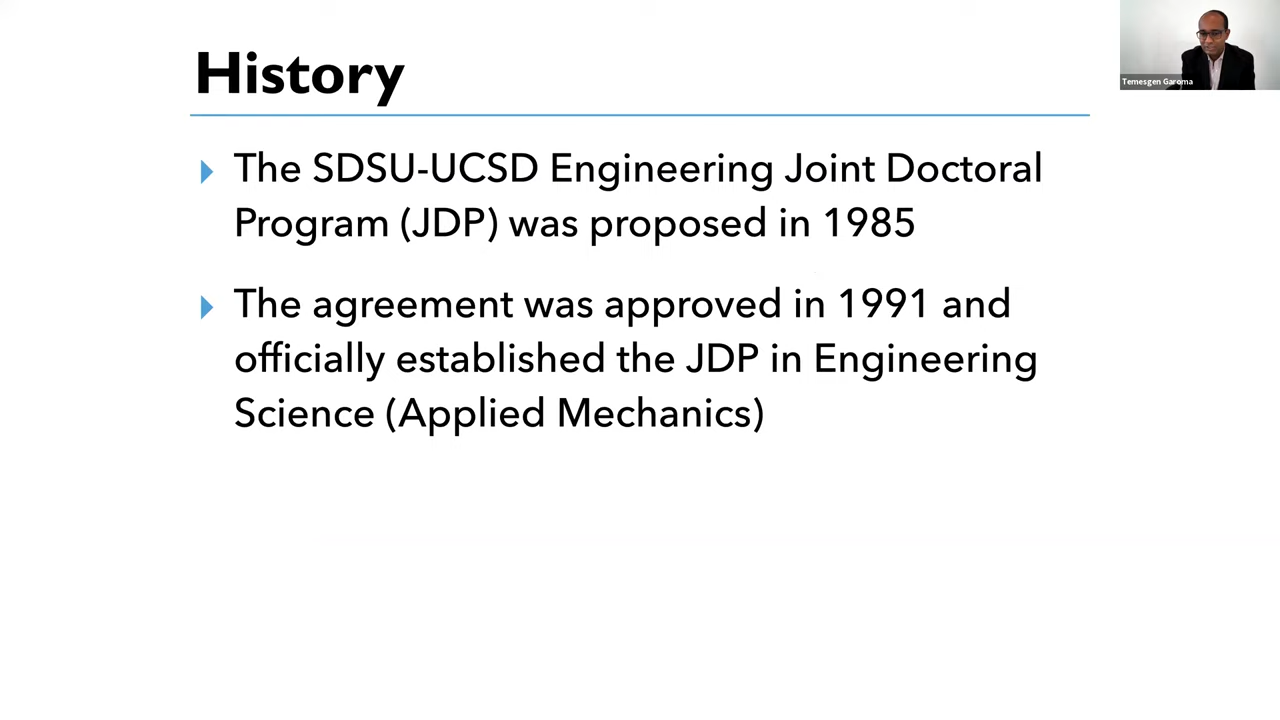 History
The SDSU-UCSD Engineering Joint Doctoral
Program (JDP) was proposed in 1985
The agreement was approved in 1991 and
officially established the JDP in Engineering
Science (Applied Mechanics)
Temesgen Garoma